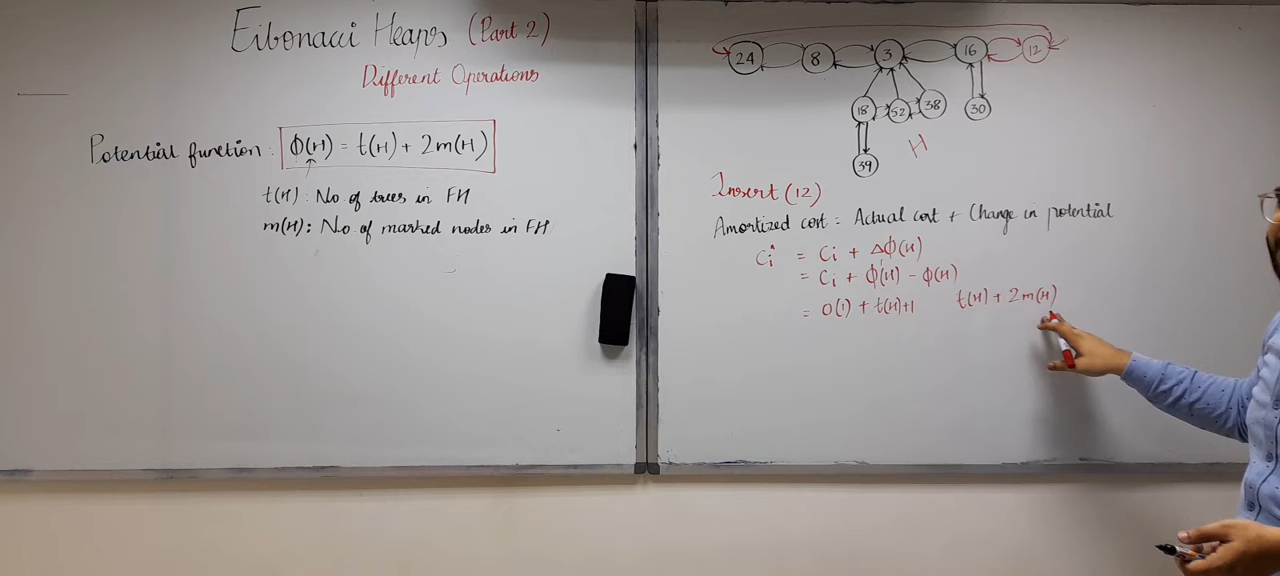 Fibonacci Heaps (Part 2)
Different Operations
Potential function: Φ(H) = t(H) + 2m(H)
t(H): No of trees in FH
m(H): No of marked nodes in FH
24 8 3 16 12
18 52 38 30
39
H
Insert (12)
Amortized cost = Actual cost + Change in potential
Ci^ = Ci + ΔΦ(H)
= Ci + Φ(H') - Φ(H)
= O(1) + t(H)+1 t(H) + 2m(H)